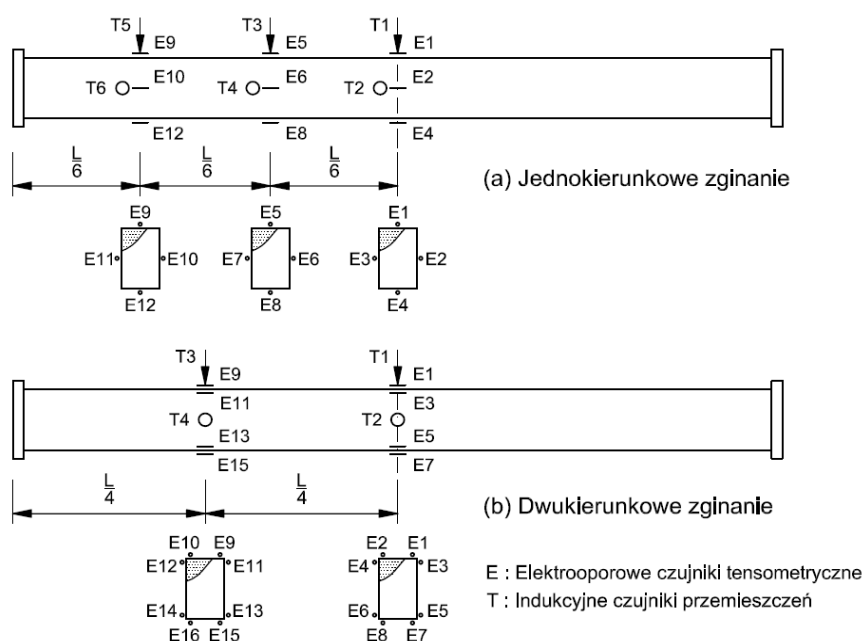 T5 T3 T1
E9 E5 E1
T6 E10 T4 E6 T2 E2
E12 E8 E4
L/6 L/6 L/6
(a) Jednokierunkowe zginanie
E9 E5 E1
E11 E10 E7 E6 E3 E2
E12 E8 E4
T3 T1
E9 E1
E11 E3
T4 T2
E13 E5
E15 E7
L/4 L/4
(b) Dwukierunkowe zginanie
E10 E9 E2 E1
E12 E11 E4 E3
E14 E13 E6 E5
E16 E15 E8 E7
E : Elektrooporowe czujniki tensometryczne
T : Indukcyjne czujniki przemieszczeń